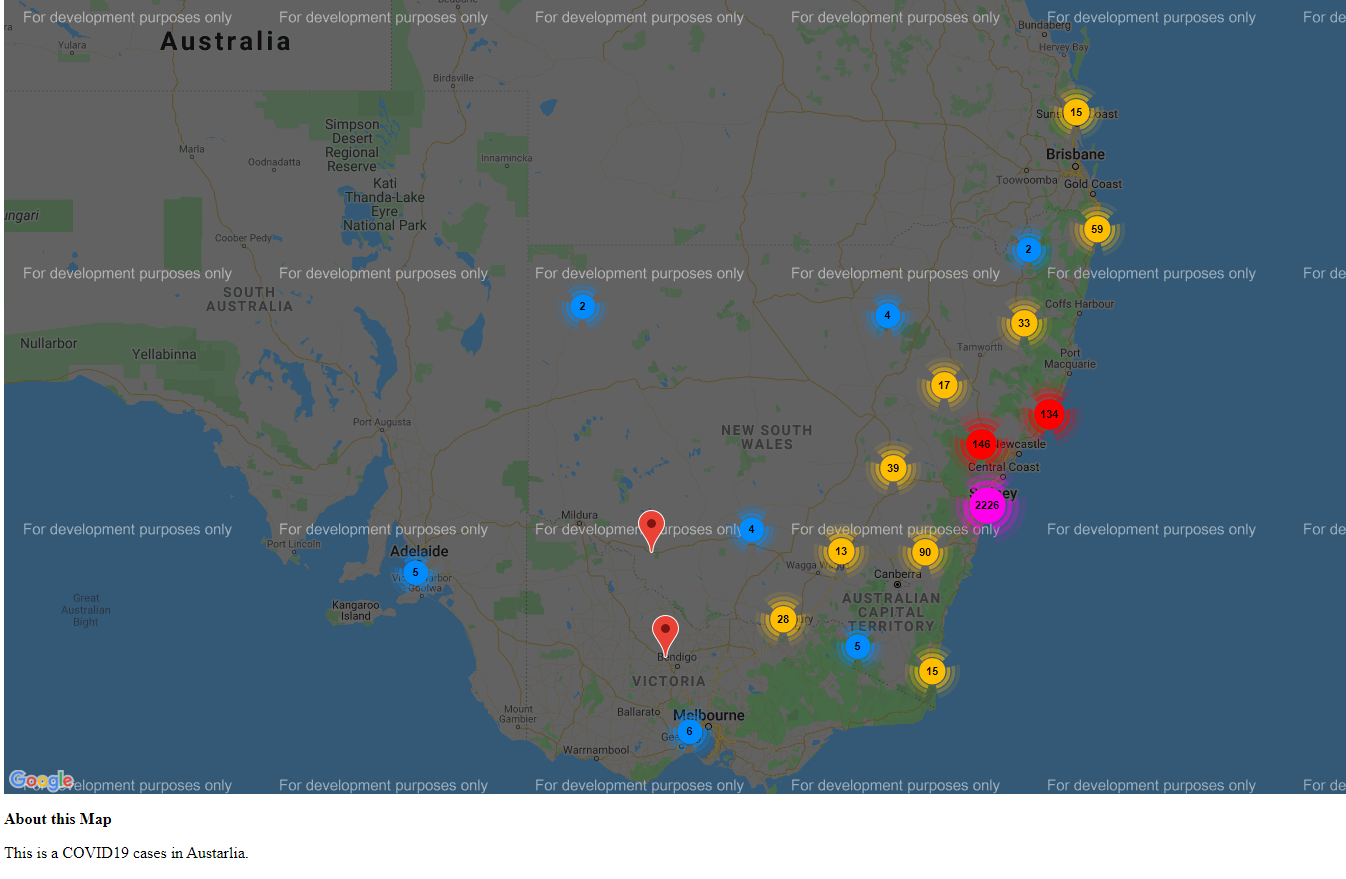 For development purposes only For development purposes only For development purposes only For development purposes only For development purposes only For de
Bundaberg
Australia
Yulara
Hervey Bay
Birdsville
15
Simpson
Desert
Regional
Reserve
Marla
Oodnadatta
Innamincka
Brisbane
Toowoomba
Gold Coast
Kati
Thanda-Lake
Eyre
National Park
ungari
Coober Pedy
59
2
For development purposes only For development purposes only For development purposes only For development purposes only For development purposes only For de
SOUTH
AUSTRALIA
2
4
Coffs Harbour
33
Nullarbor
Yellabinna
Tamworth
Port
Macquarie
17
134
Port Augusta
NEW SOUTH
WALES
146
ewcastle
39
Central Coast
2226
Mildura
For development purposes only For development purposes only For development purposes only For development purposes only For development purposes only For de
4
Port Lincoln
Adelaide
13
90
Wagga
Canberra
5
Goolwa
AUSTRALIAN
CAPITAL
TERRITORY
Great
Australian
Bight
Kangaroo
Island
28
5
Bendigo
15
VICTORIA
Mount
Gambier
Ballarat
Melbourne
6
Warrnambool
Google
For development purposes only For development purposes only For development purposes only For development purposes only For development purposes only For de
About this Map
This is a COVID19 cases in Austarlia.